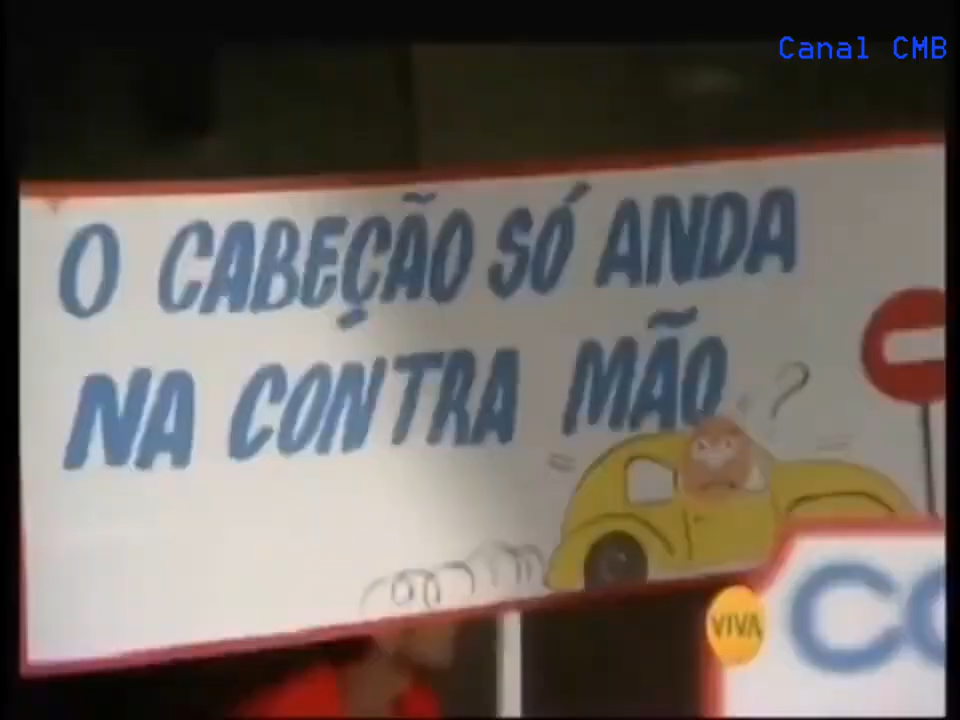 Canal CMB
O CABEÇÃO SÓ ANDA
NA CONTRA MÃO
?
VIVA